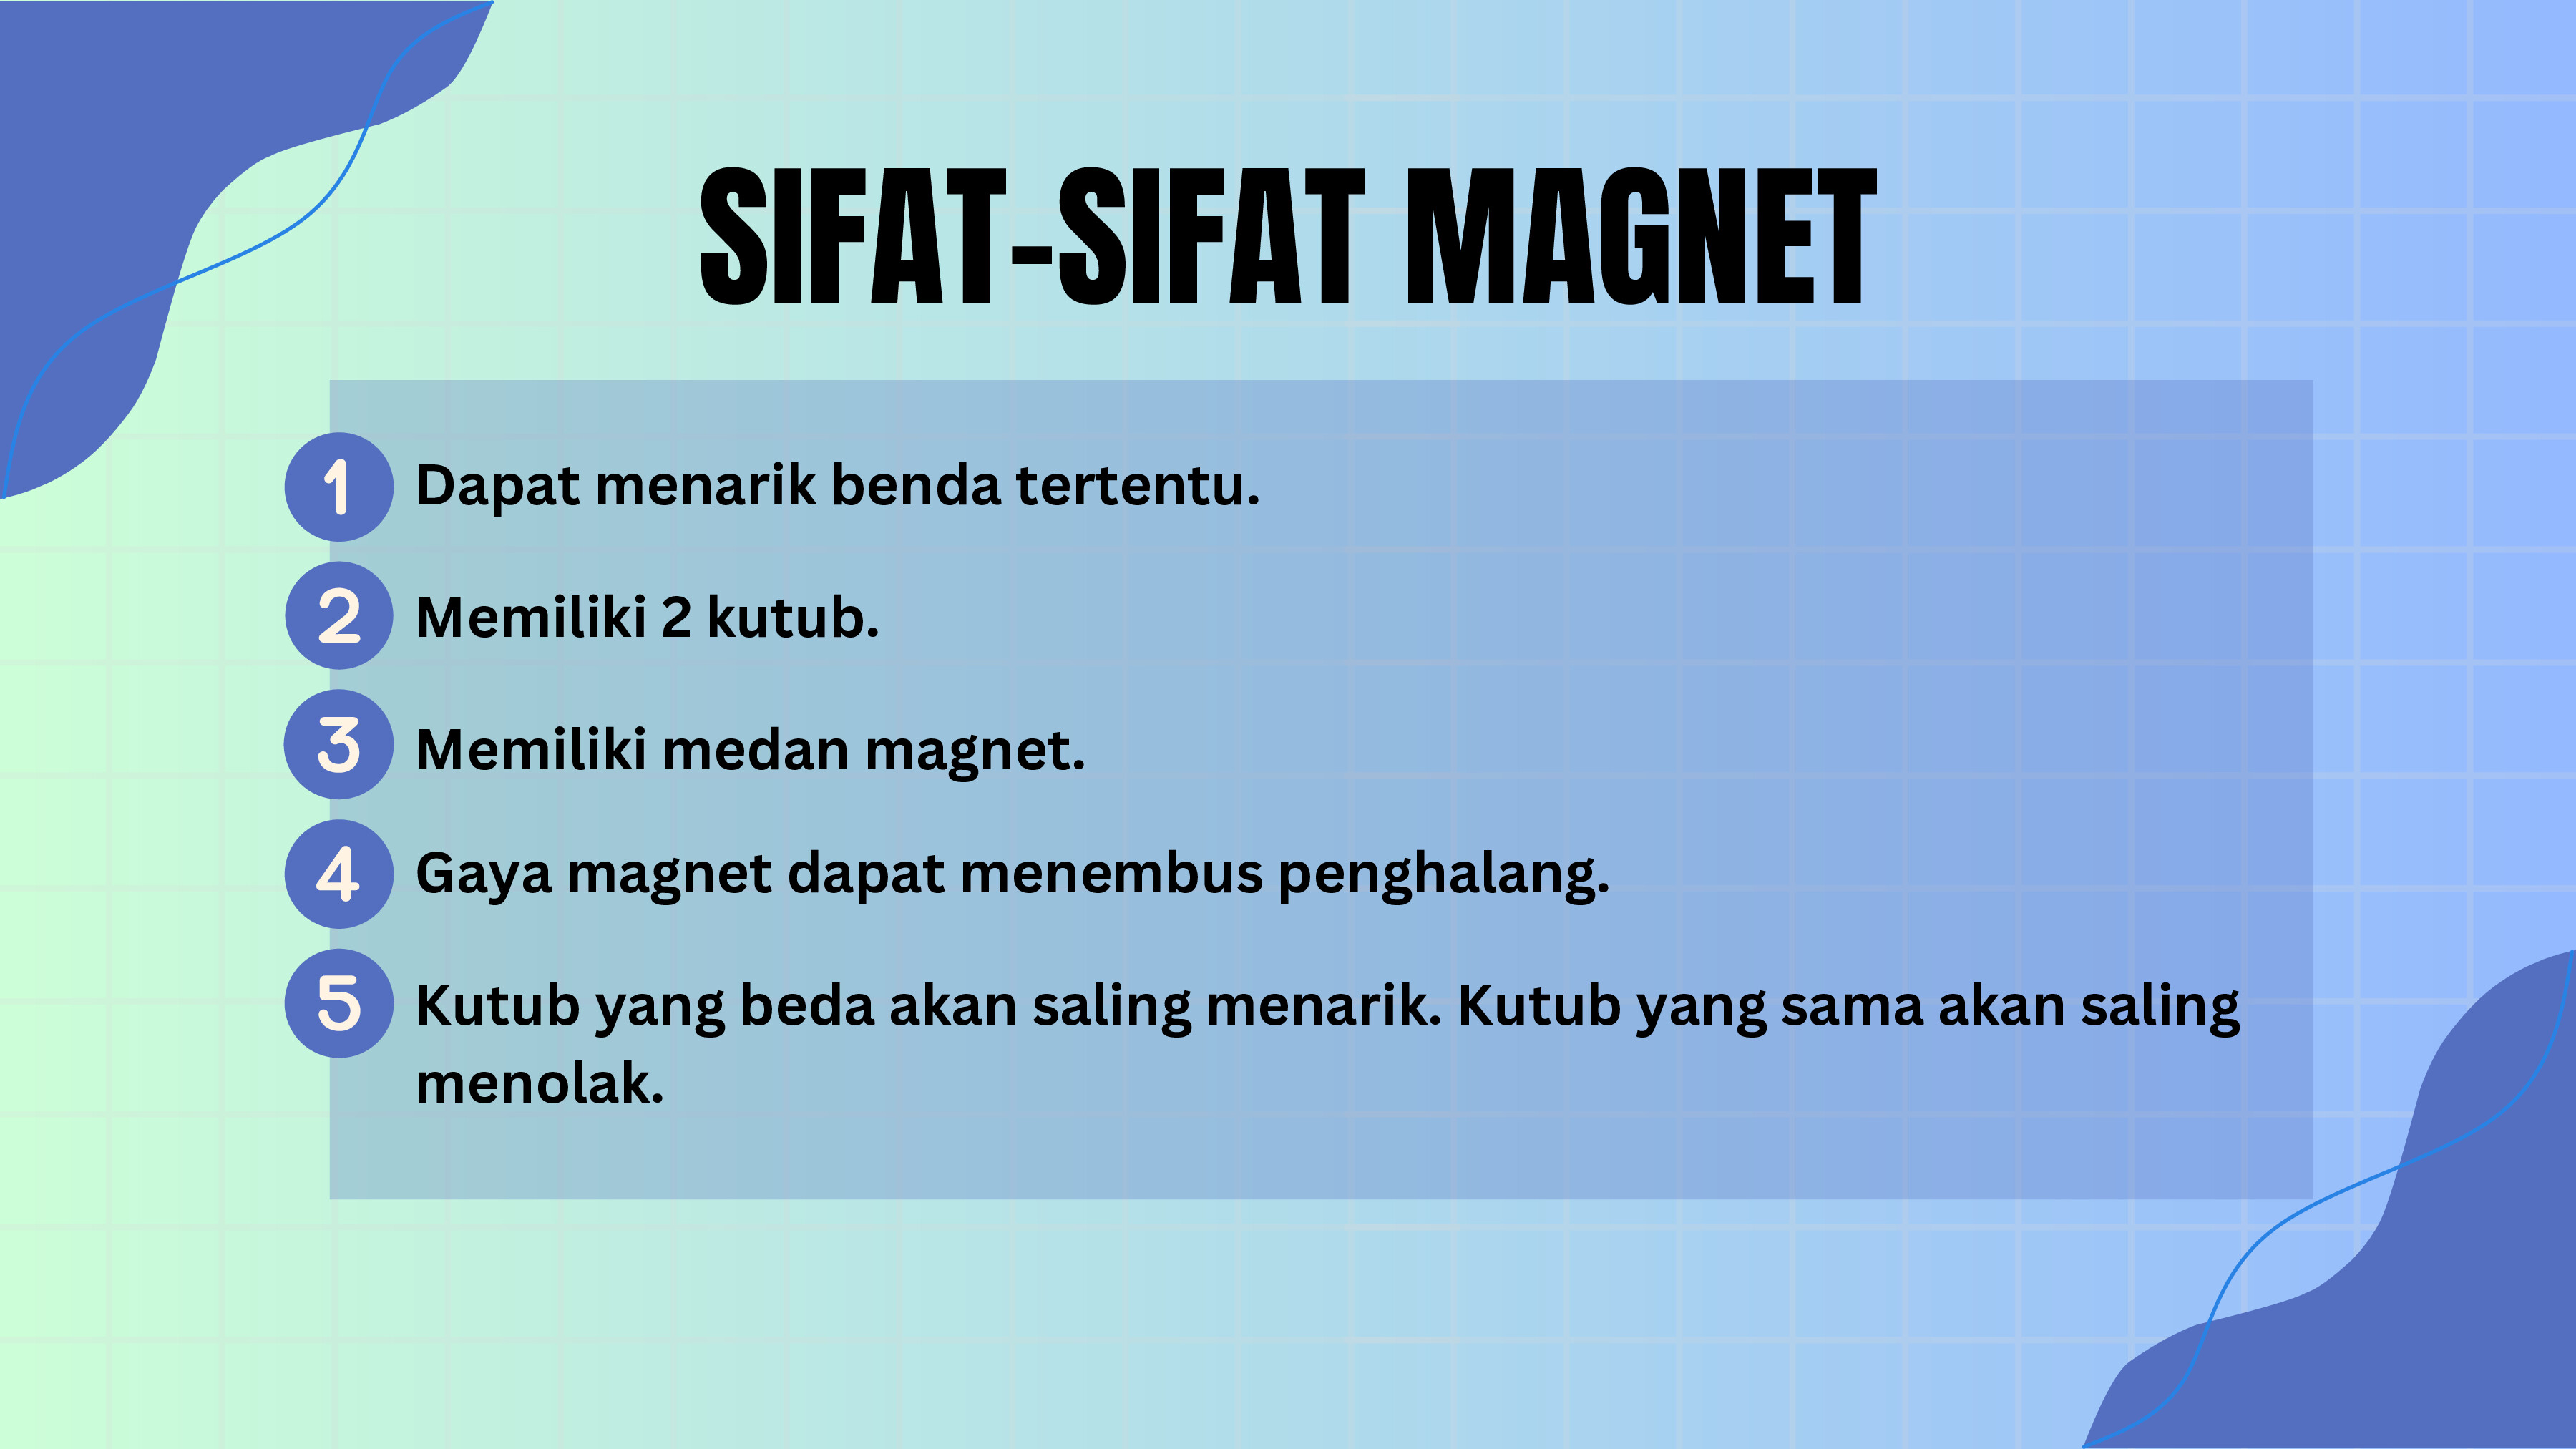 SIFAT-SIFAT MAGNET
1 Dapat menarik benda tertentu.
2 Memiliki 2 kutub.
3 Memiliki medan magnet.
4 Gaya magnet dapat menembus penghalang.
5 Kutub yang beda akan saling menarik. Kutub yang sama akan saling
menolak.